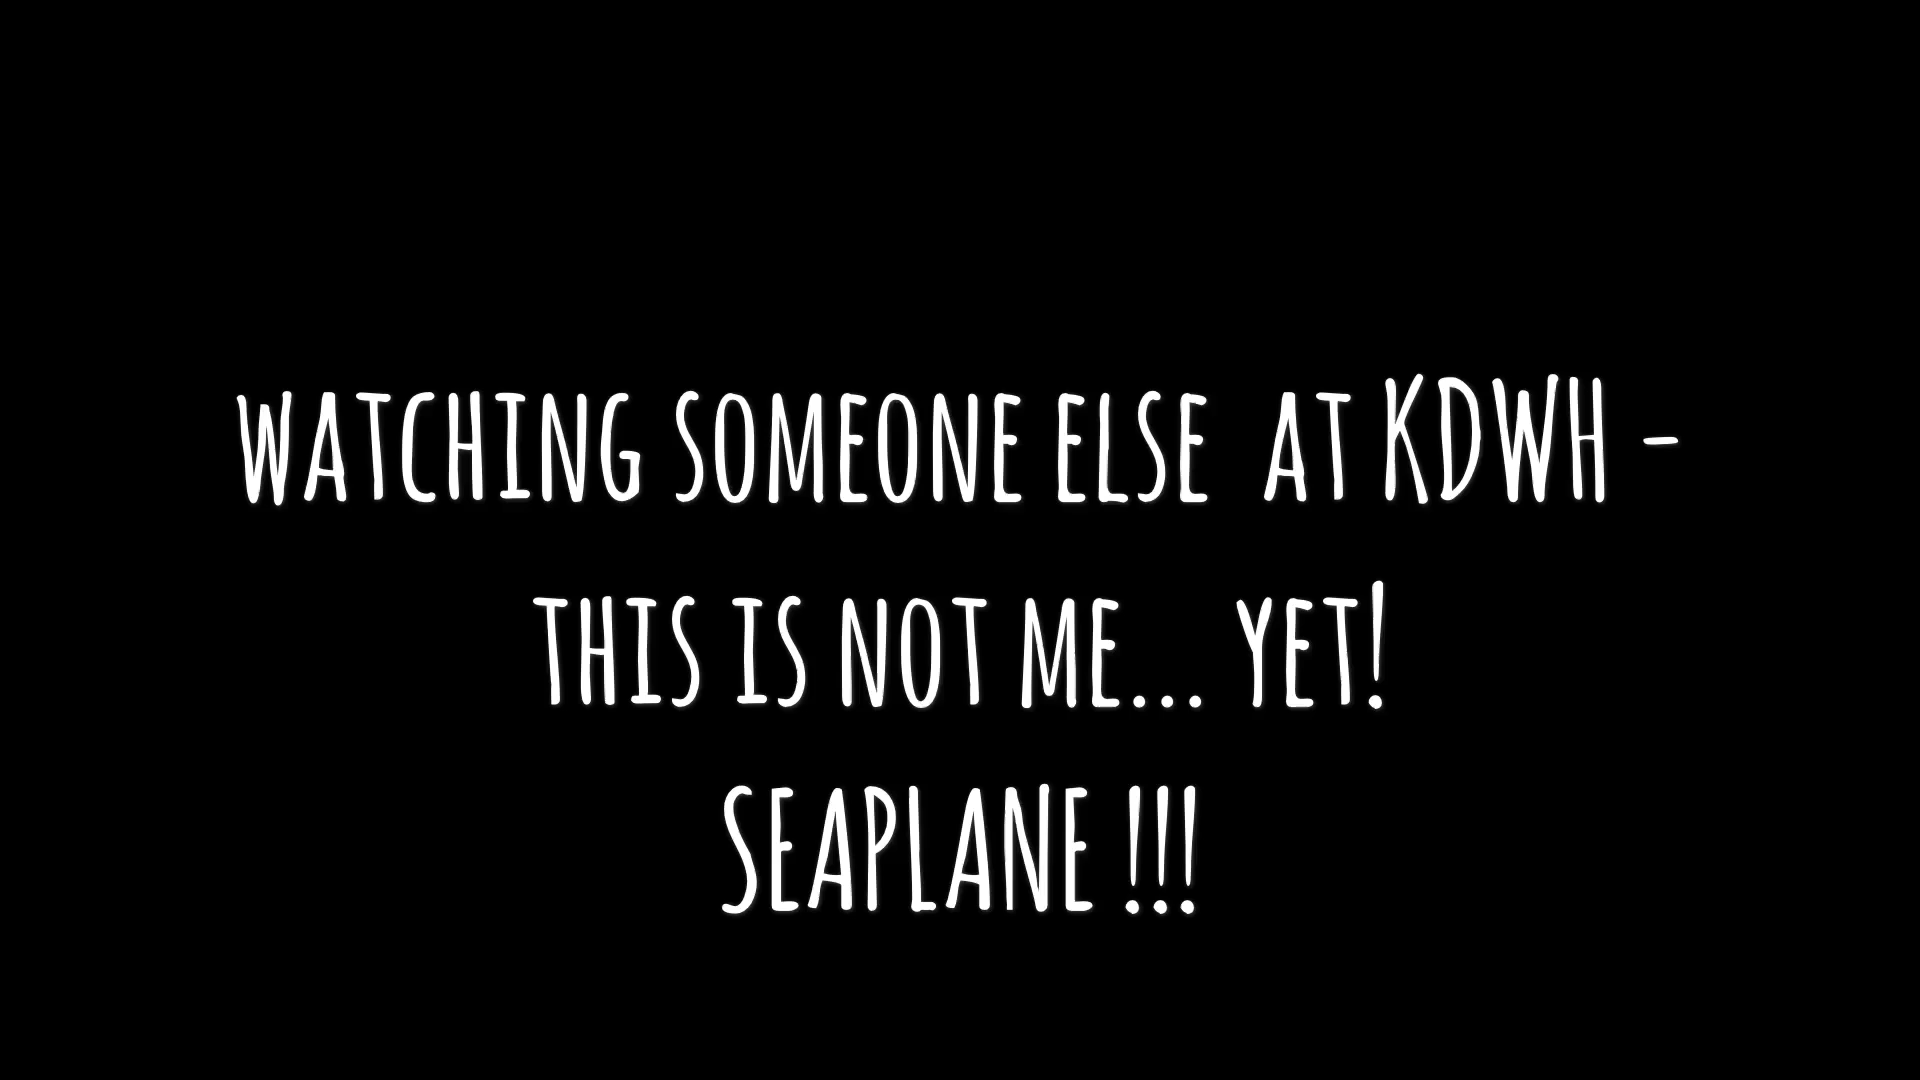 WATCHING SOMEONE ELSE  AT KDWH -
THIS IS NOT ME... YET!
SEAPLANE !!!